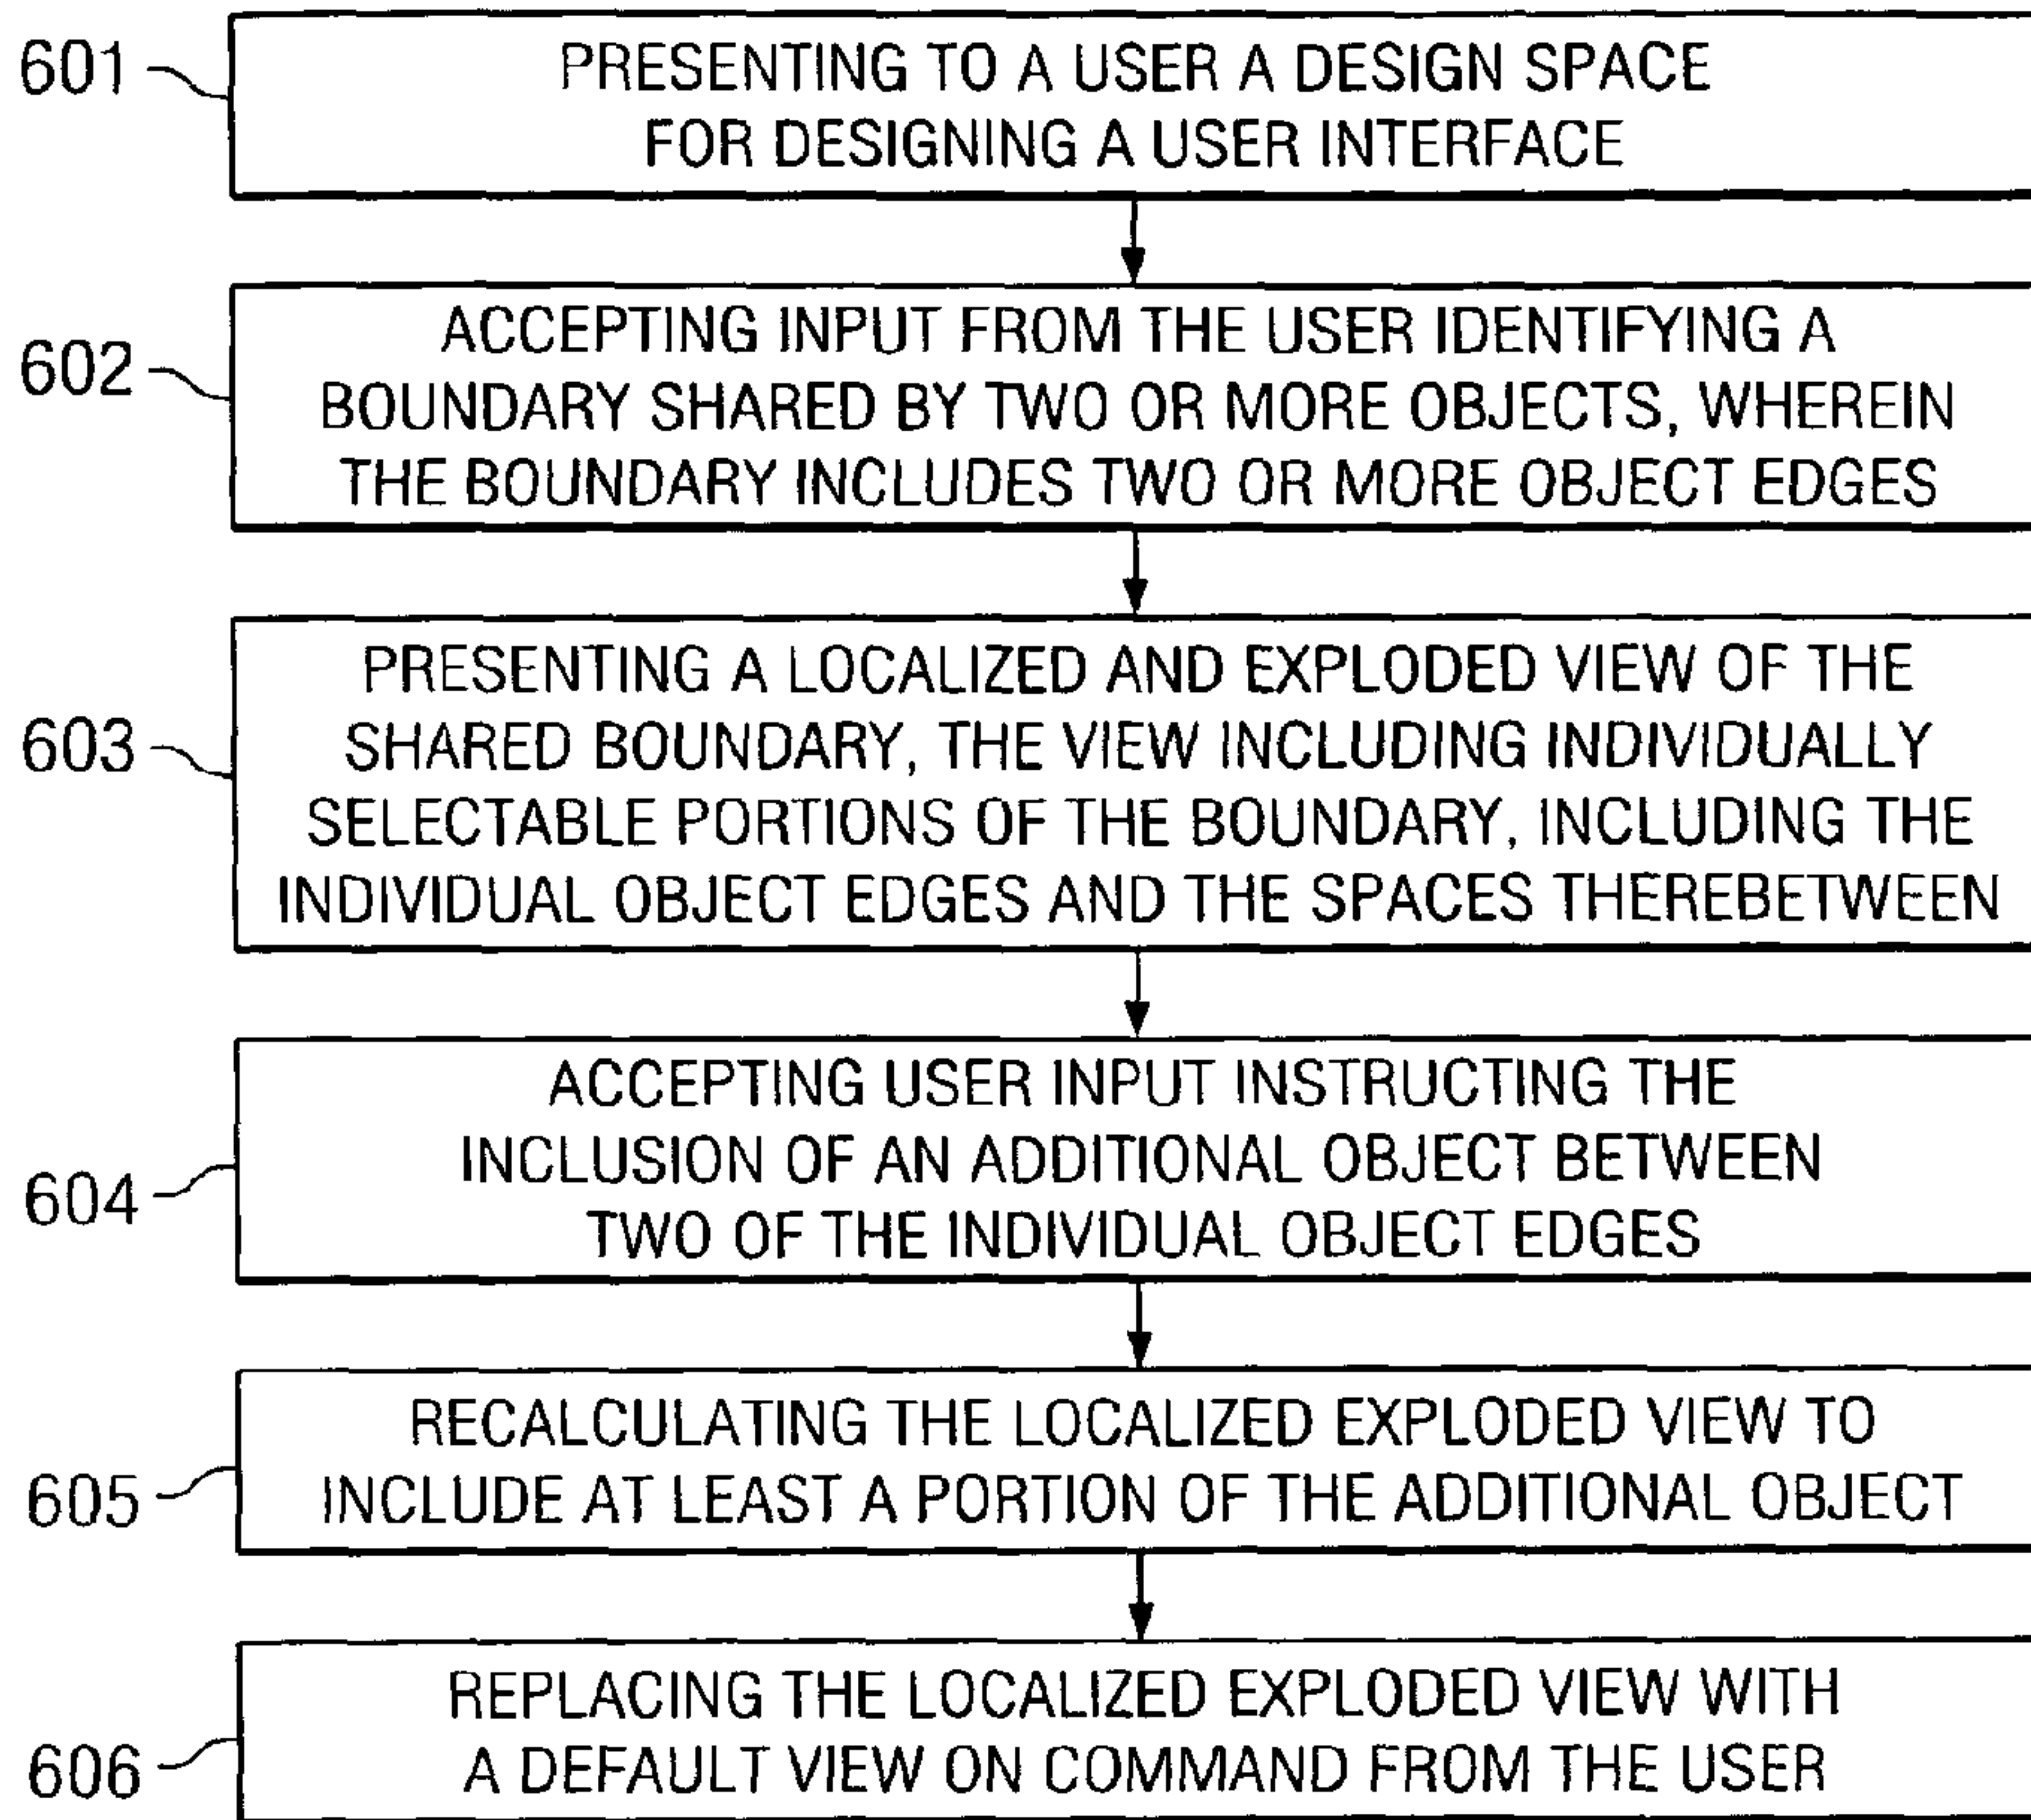 601
PRESENTING TO A USER A DESIGN SPACE
FOR DESIGNING A USER INTERFACE
602
ACCEPTING INPUT FROM THE USER IDENTIFYING A
BOUNDARY SHARED BY TWO OR MORE OBJECTS, WHEREIN
THE BOUNDARY INCLUDES TWO OR MORE OBJECT EDGES
603
PRESENTING A LOCALIZED AND EXPLODED VIEW OF THE
SHARED BOUNDARY, THE VIEW INCLUDING INDIVIDUALLY
SELECTABLE PORTIONS OF THE BOUNDARY, INCLUDING THE
INDIVIDUAL OBJECT EDGES AND THE SPACES THEREBETWEEN
604
ACCEPTING USER INPUT INSTRUCTING THE
INCLUSION OF AN ADDITIONAL OBJECT BETWEEN
TWO OF THE INDIVIDUAL OBJECT EDGES
605
RECALCULATING THE LOCALIZED EXPLODED VIEW TO
INCLUDE AT LEAST A PORTION OF THE ADDITIONAL OBJECT
606
REPLACING THE LOCALIZED EXPLODED VIEW WITH
A DEFAULT VIEW ON COMMAND FROM THE USER